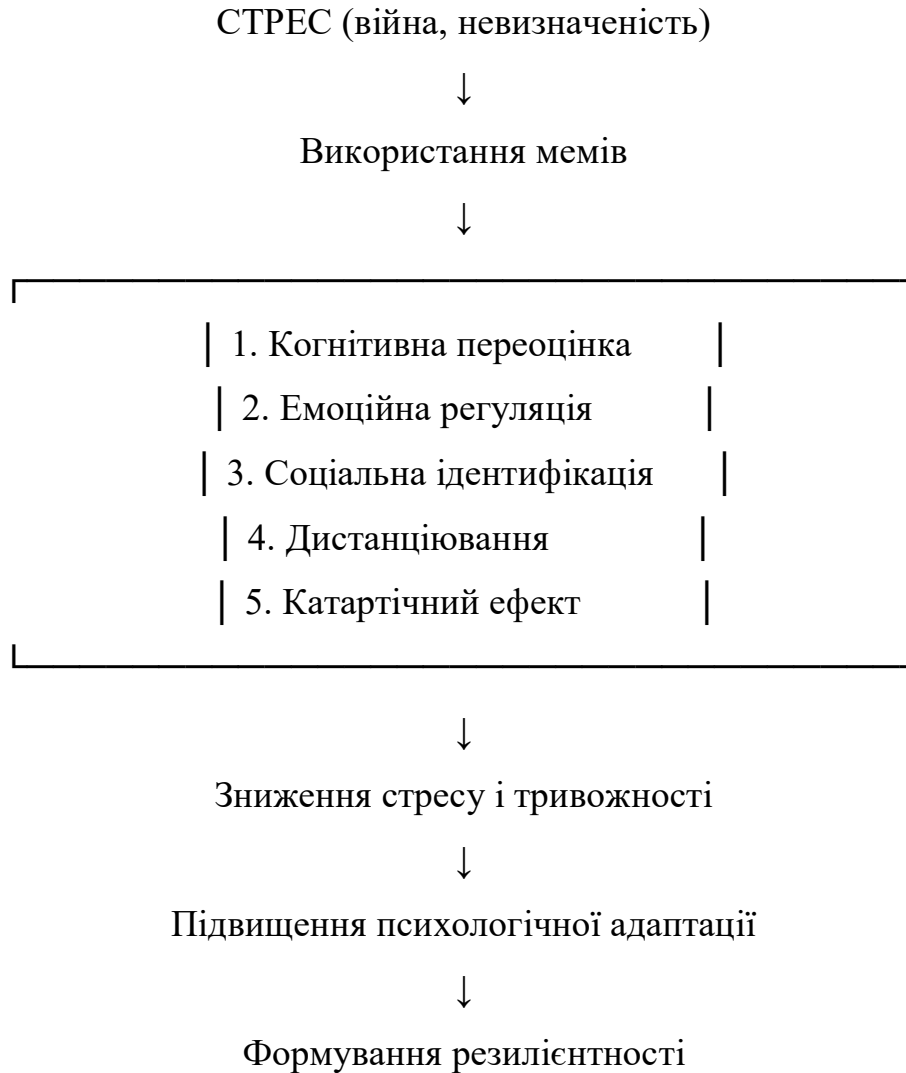 СТРЕС (війна, невизначеність)
↓
Використання мемів
↓
┌──────────────────────────────────
│ 1. Когнітивна переоцінка │
│ 2. Емоційна регуляція │
│ 3. Соціальна ідентифікація │
│ 4. Дистанціювання │
│ 5. Катартічний ефект │
└──────────────────────────────────
↓
Зниження стресу і тривожності
↓
Підвищення психологічної адаптації
↓
Формування резилієнтності